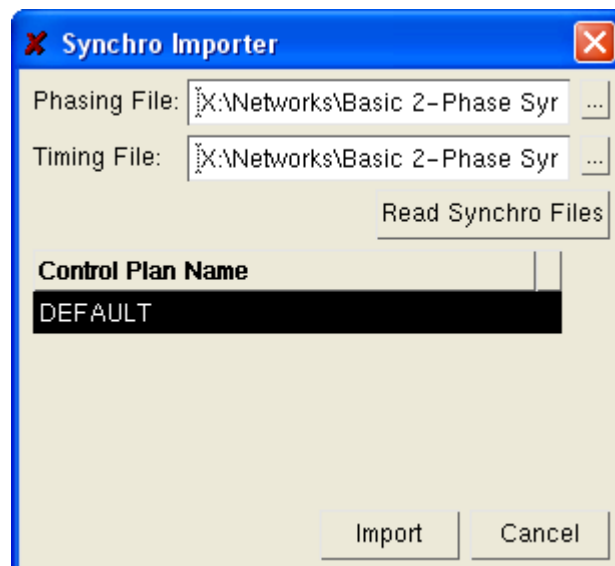 Synchro Importer
Phasing File: X:\Networks\Basic 2-Phase Syr ...
Timing File: X:\Networks\Basic 2-Phase Syr ...
Read Synchro Files
Control Plan Name
DEFAULT
Import Cancel